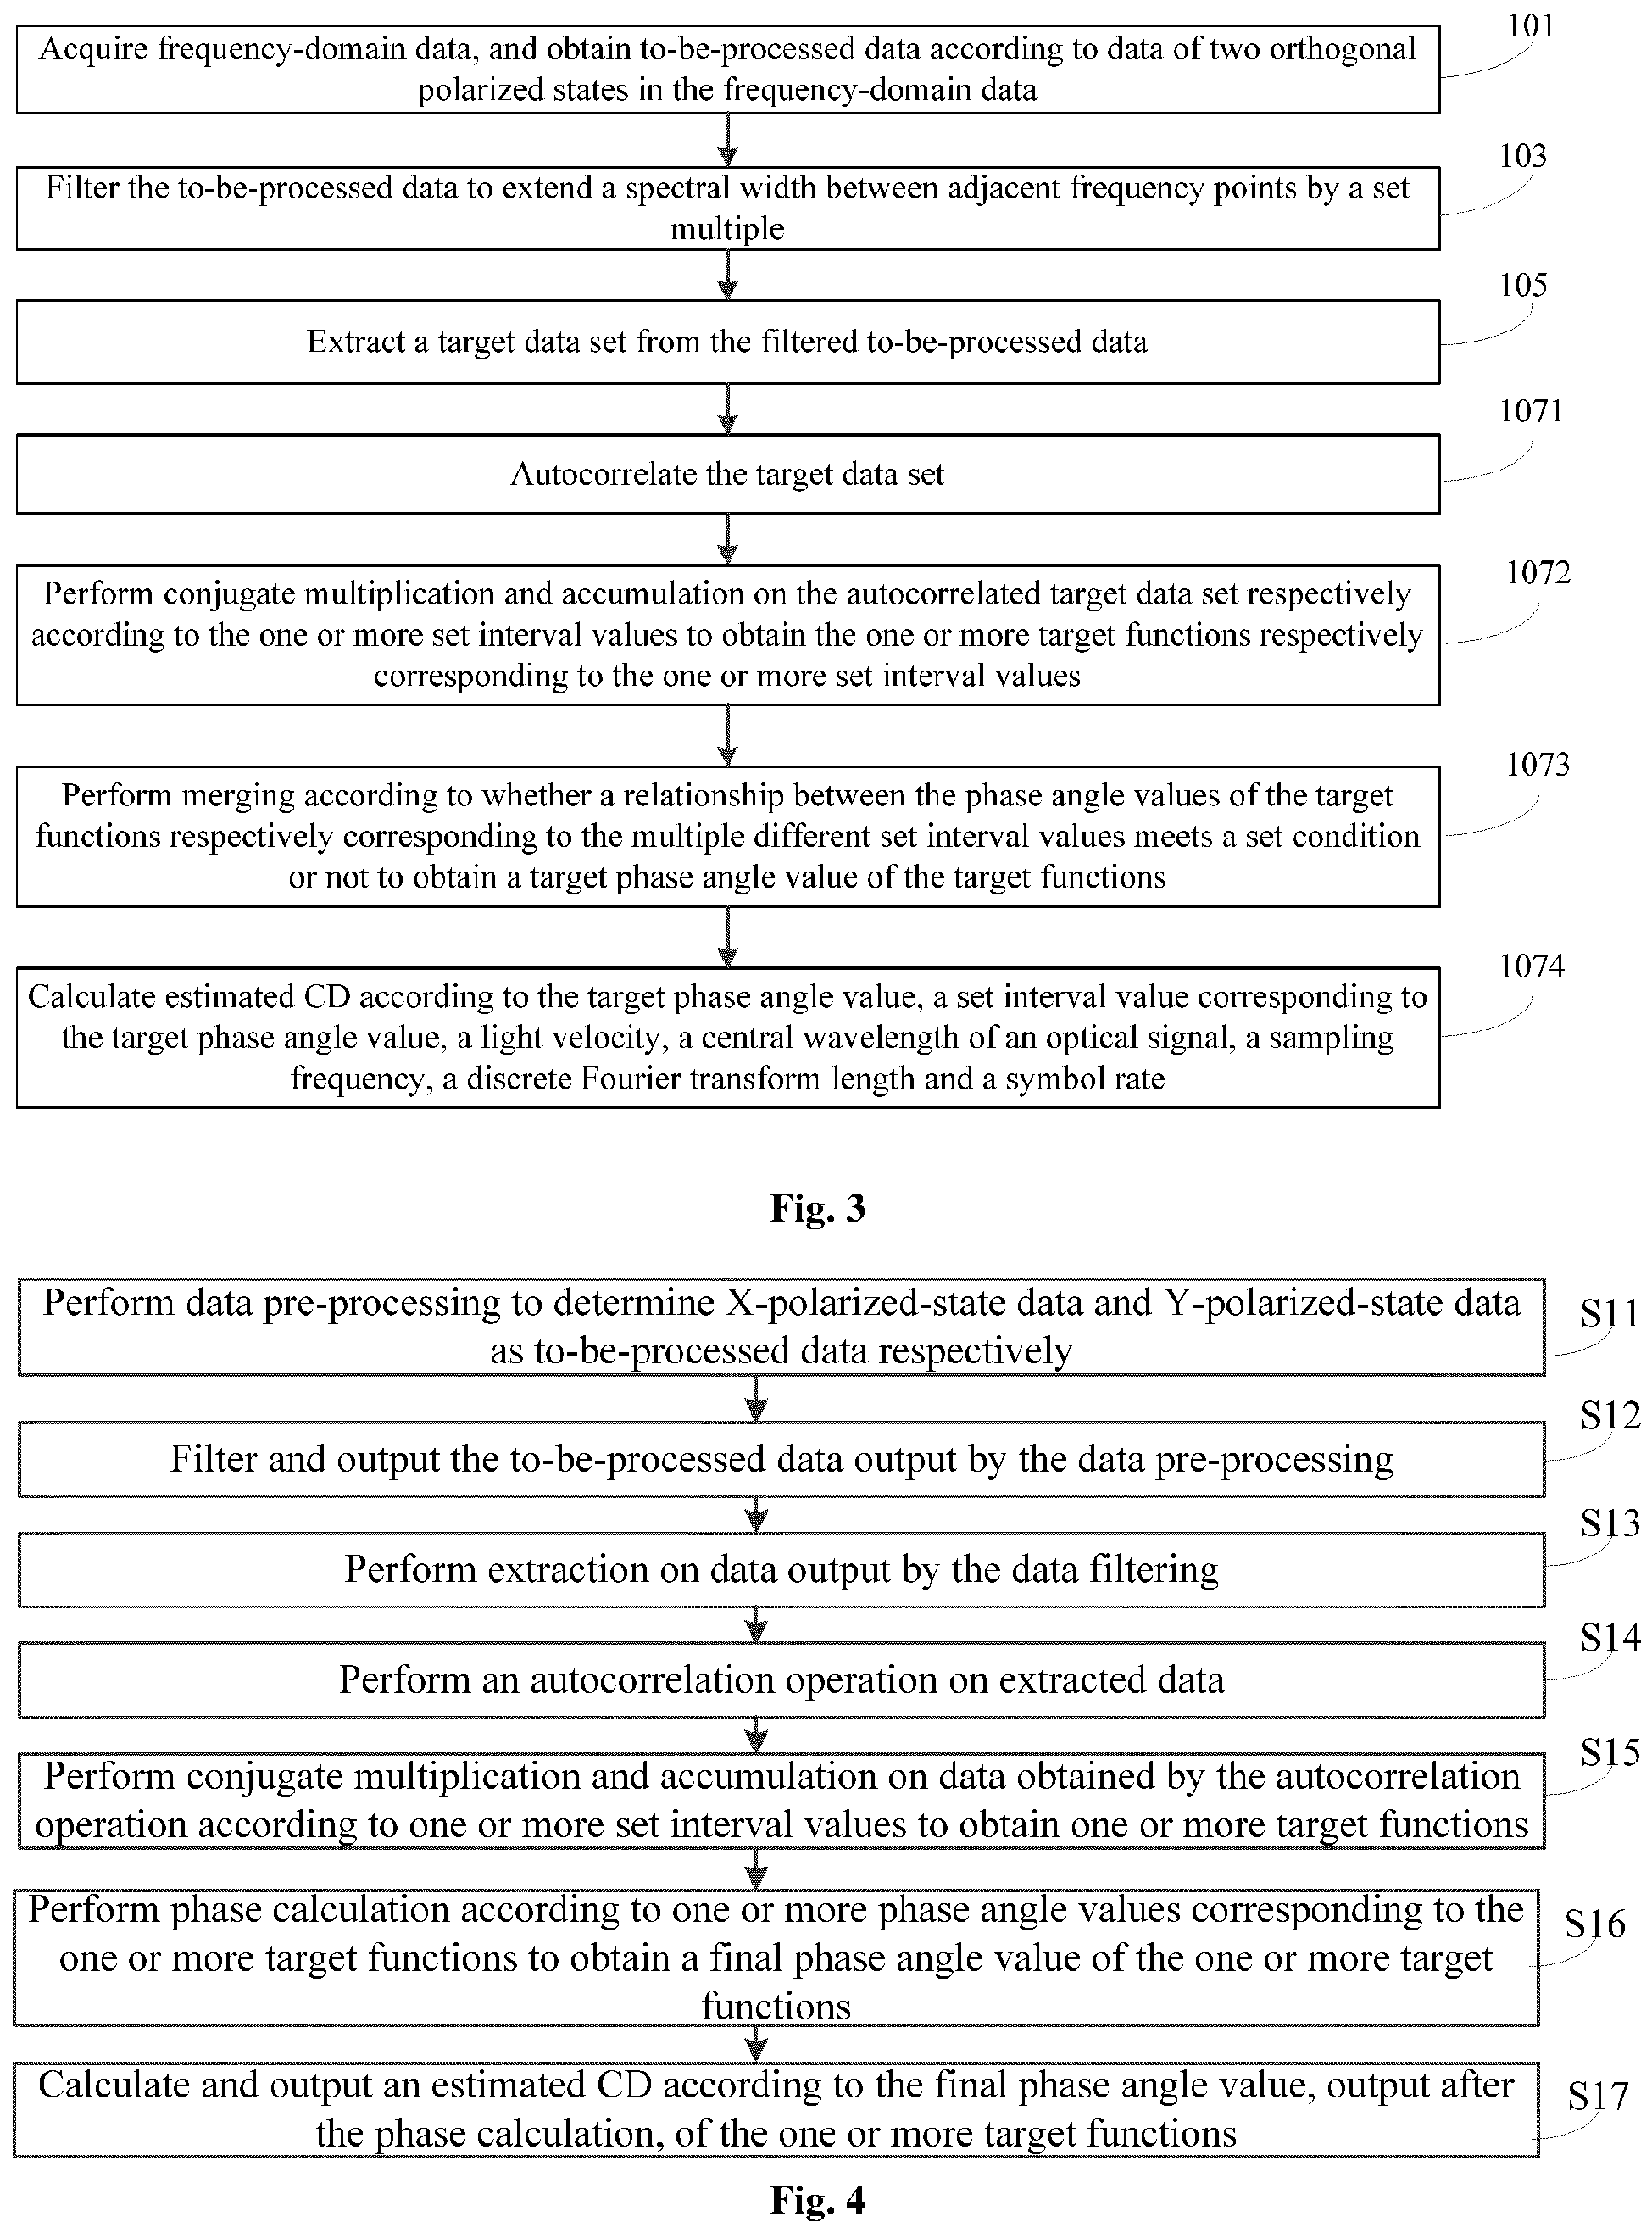 101
Acquire frequency-domain data, and obtain to-be-processed data according to data of two orthogonal
polarized states in the frequency-domain data
103
Filter the to-be-processed data to extend a spectral width between adjacent frequency points by a set
multiple
105
Extract a target data set from the filtered to-be-processed data
1071
Autocorrelate the target data set
1072
Perform conjugate multiplication and accumulation on the autocorrelated target data set respectively
according to the one or more set interval values to obtain the one or more target functions respectively
corresponding to the one or more set interval values
1073
Perform merging according to whether a relationship between the phase angle values of the target
functions respectively corresponding to the multiple different set interval values meets a set condition
or not to obtain a target phase angle value of the target functions
1074
Calculate estimated CD according to the target phase angle value, a set interval value corresponding to
the target phase angle value, a light velocity, a central wavelength of an optical signal, a sampling
frequency, a discrete Fourier transform length and a symbol rate
Fig. 3
Perform data pre-processing to determine X-polarized-state data and Y-polarized-state data
as to-be-processed data respectively
S11
S12
Filter and output the to-be-processed data output by the data pre-processing
S13
Perform extraction on data output by the data filtering
S14
Perform an autocorrelation operation on extracted data
S15
Perform conjugate multiplication and accumulation on data obtained by the autocorrelation
operation according to one or more set interval values to obtain one or more target functions
Perform phase calculation according to one or more phase angle values corresponding to the
one or more target functions to obtain a final phase angle value of the one or more target
functions
S16
Calculate and output an estimated CD according to the final phase angle value, output after
the phase calculation, of the one or more target functions
S17
Fig. 4